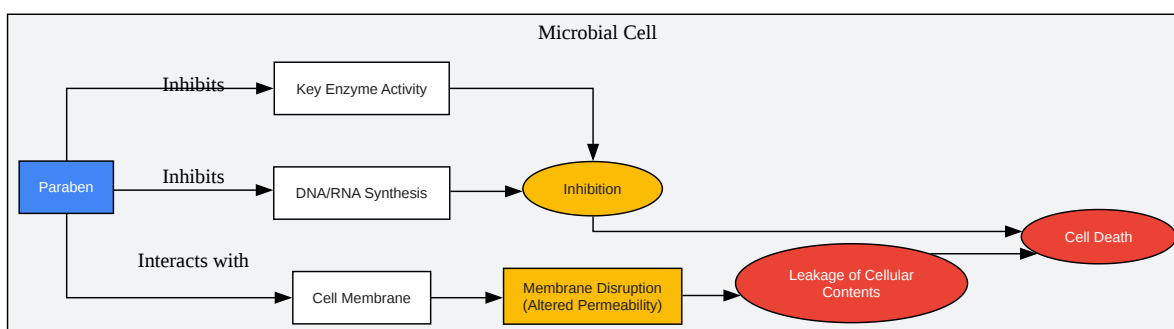 Microbial Cell
Inhibits
Key Enzyme Activity
Paraben
Inhibits
DNA/RNA Synthesis
Inhibition
Cell Death
Interacts with
Cell Membrane
Membrane Disruption
(Altered Permeability)
Leakage of Cellular
Contents